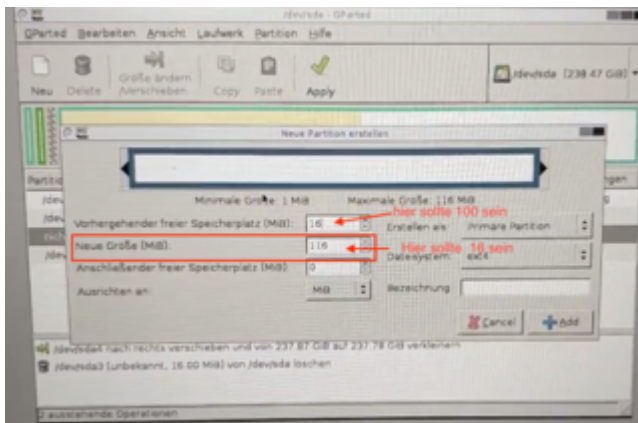 /dev/sda - GParted
GParted Bearbeiten Ansicht Laufwerk Partition Hilfe
New Delete Größe ändern /Verschieben Copy Paste Apply
/dev/sda (238.47 GiB)
Neue Partition erstellen
Minimale Größe: 1 MiB Maximale Größe: 116 MiB
hier sollte 100 sein
Vorhergehender freier Speicherplatz (MiB): 16 Erstellen als: Primäre Partition
Neue Größe (MiB): 116 Hier sollte 16 sein
Dateisystem: ext4
Anschließender freier Speicherplatz (MiB): 0
Ausrichten an: MiB Bezeichnung
Cancel Add
/dev/sda4 nach rechts verschieben und von 237.87 GiB auf 237.78 GiB verkleinern
/dev/sda3 (unbekannt, 16.00 MiB) von /dev/sda löschen
2 ausstehende Operationen